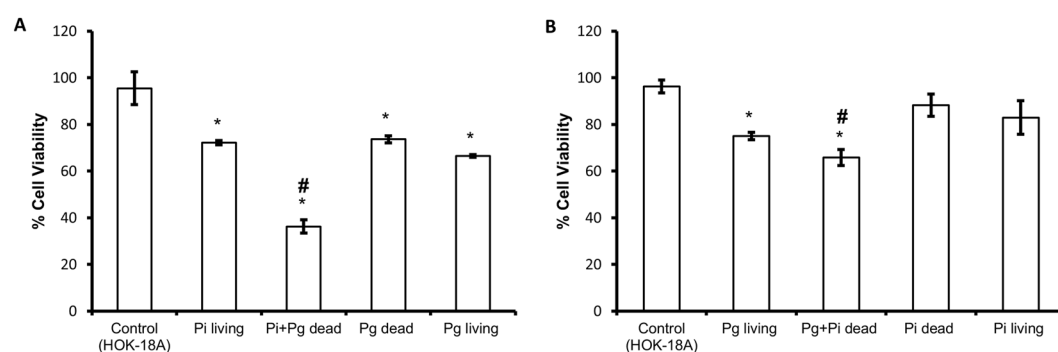 A
% Cell Viability
120
100
80
60
40
20
0
*
#
*
*
*
Control
(HOK-18A)
Pi living
Pi+Pg dead
Pg dead
Pg living
B
% Cell Viability
120
100
80
60
40
20
0
*
#
*
Control
(HOK-18A)
Pg living
Pg+Pi dead
Pi dead
Pi living